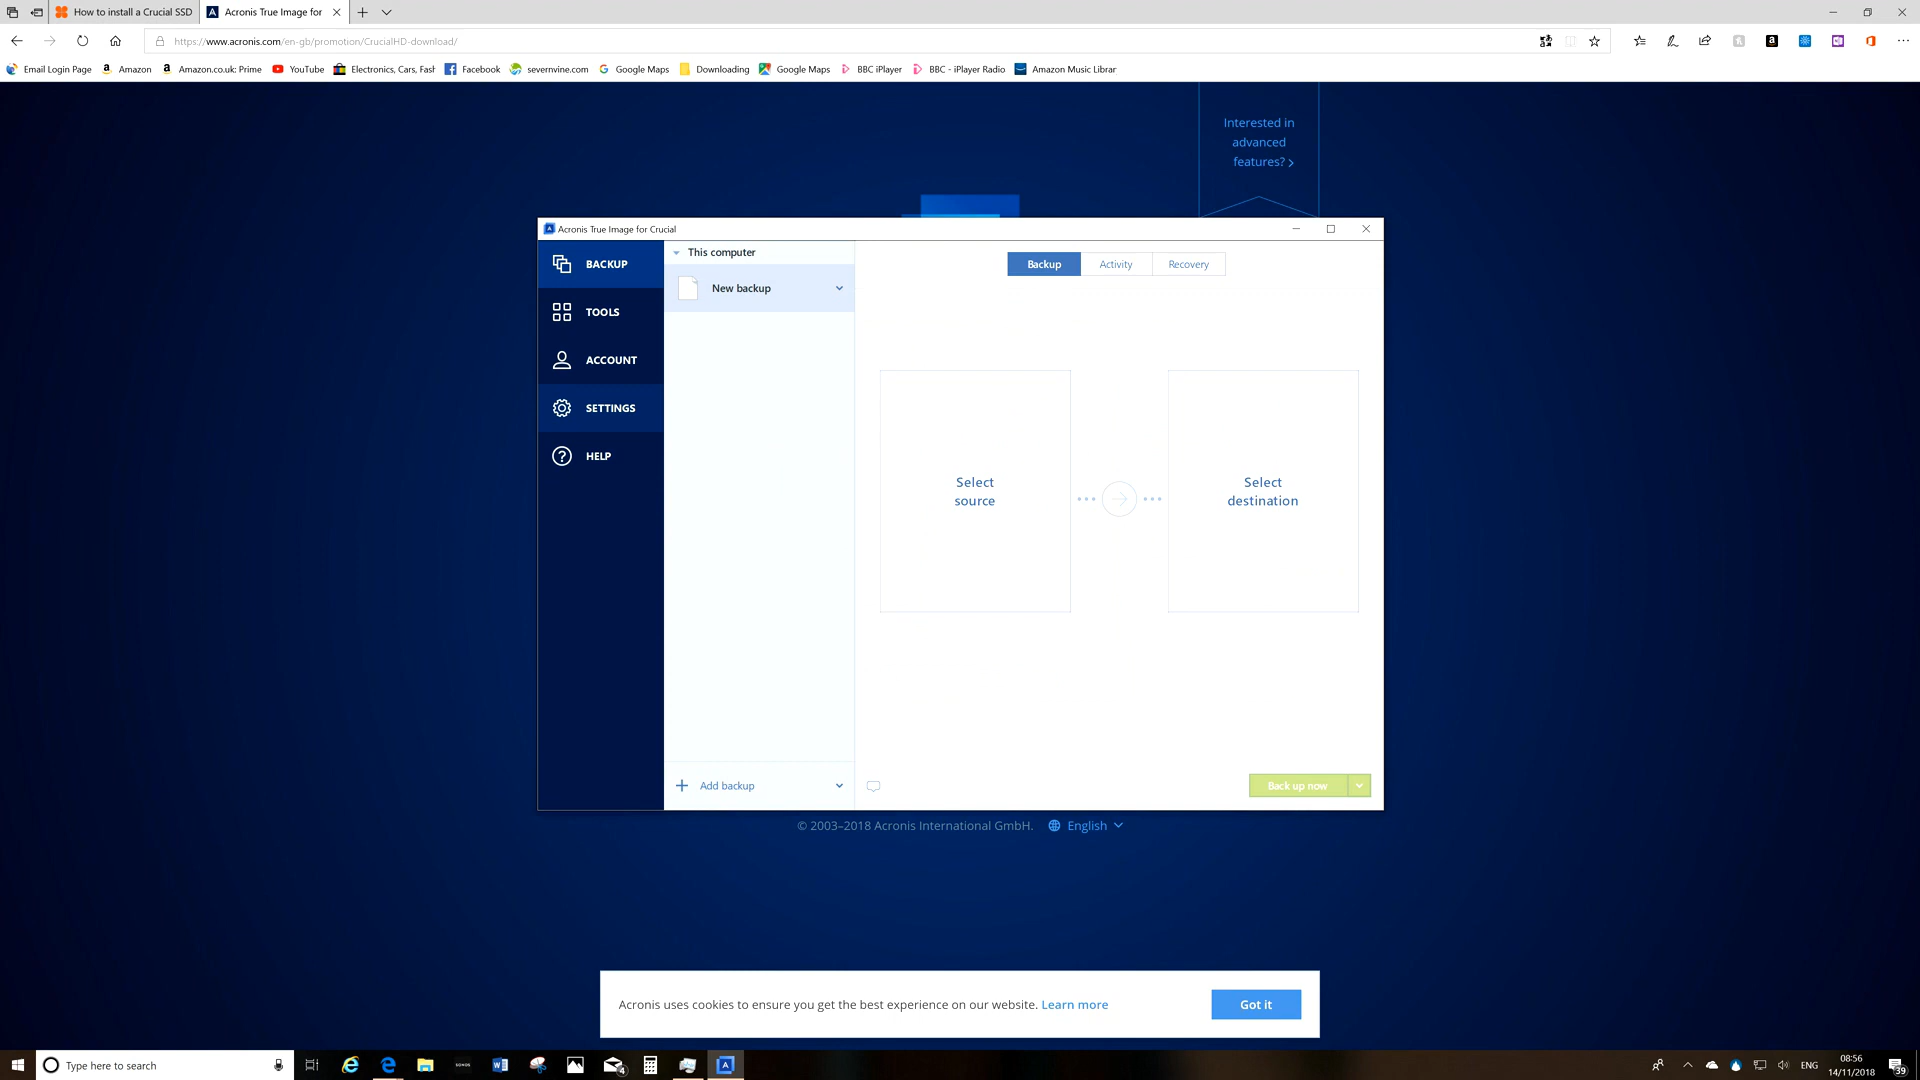 How to install a Crucial SSD
Acronis True Image for
https://www.acronis.com/en-gb/promotion/CrucialHD-download/
Email Login Page
Amazon
Amazon.co.uk: Prime
YouTube
Electronics, Cars, Fash
Facebook
severnvine.com
Google Maps
Downloading
Google Maps
BBC iPlayer
BBC - iPlayer Radio
Amazon Music Librar
Interested in
advanced
features?
Acronis True Image for Crucial
BACKUP
TOOLS
ACCOUNT
SETTINGS
HELP
This computer
New backup
Add backup
Backup
Activity
Recovery
Select
source
Select
destination
Back up now
© 2003–2018 Acronis International GmbH.
English
Acronis uses cookies to ensure you get the best experience on our website. Learn more
Got it
Type here to search
SONOS
4
ENG
08:56
14/11/2018
39